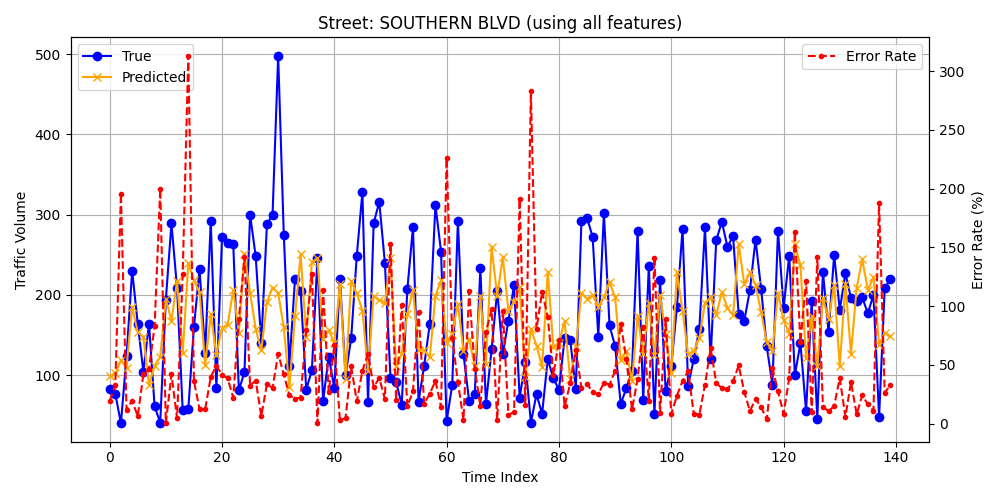 Street: SOUTHERN BLVD (using all features)
True
Predicted
Error Rate
500
400
300
200
100
Traffic Volume
300
250
200
150
100
50
0
Error Rate (%)
0 20 40 60 80 100 120 140
Time Index